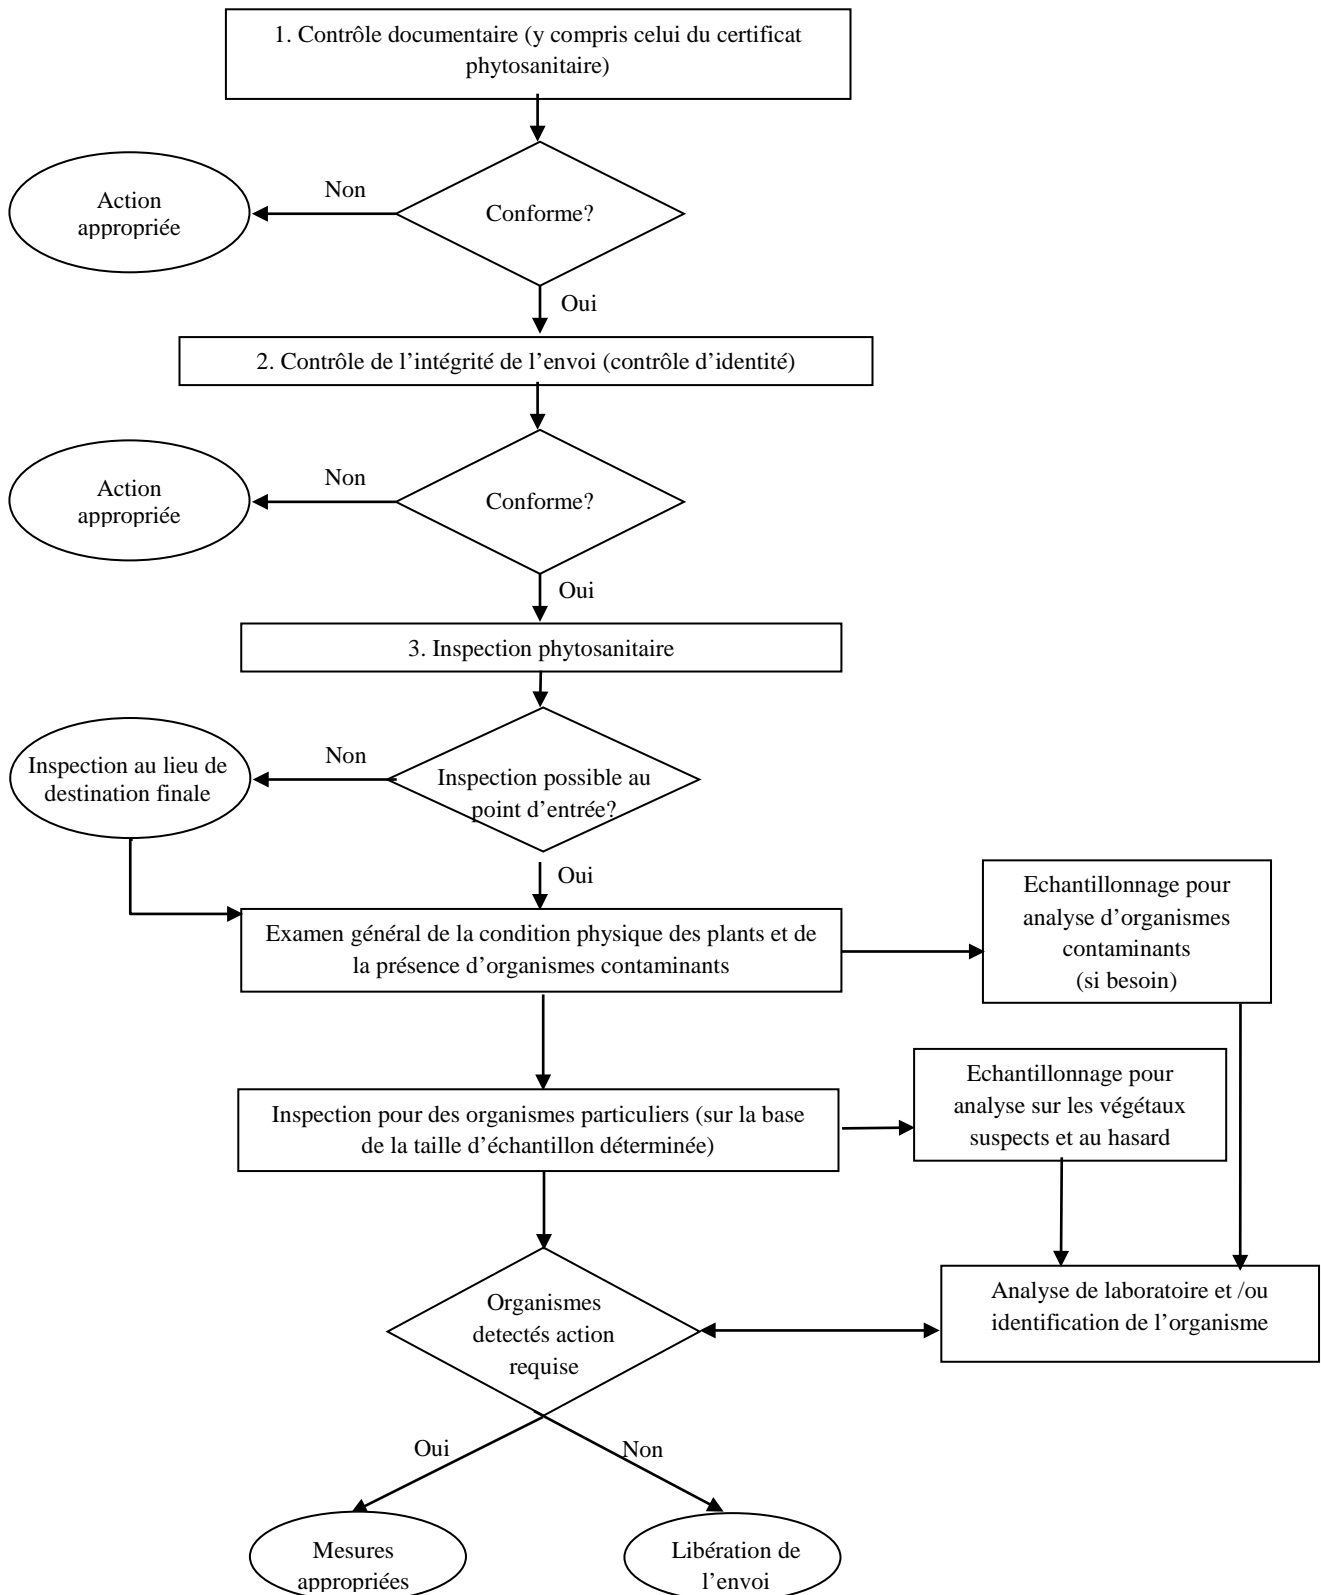 1. Contrôle documentaire (y compris celui du certificat
phytosanitaire)
Non
Action
appropriée
Conforme?
Oui
2. Contrôle de l’intégrité de l’envoi (contrôle d’identité)
Non
Action
appropriée
Conforme?
Oui
3. Inspection phytosanitaire
Non
Inspection au lieu de
destination finale
Inspection possible au
point d’entrée?
Oui
Examen général de la condition physique des plants et de
la présence d’organismes contaminants
Echantillonnage pour
analyse d’organismes
contaminants
(si besoin)
Inspection pour des organismes particuliers (sur la base
de la taille d’échantillon déterminée)
Echantillonnage pour
analyse sur les végétaux
suspects et au hasard
Organismes
detectés action
requise
Analyse de laboratoire et /ou
identification de l’organisme
Oui
Non
Mesures
appropriées
Libération de
l’envoi